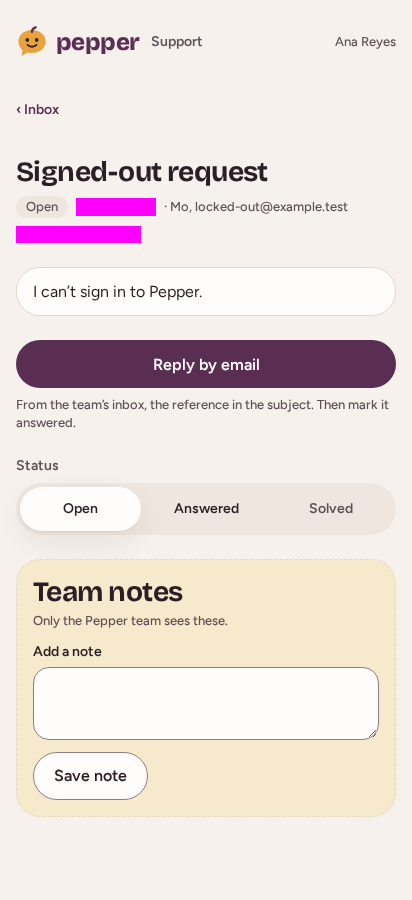 pepper Support Ana Reyes
‹ Inbox
Signed-out request
Open · Mo, locked-out@example.test
I can’t sign in to Pepper.
Reply by email
From the team’s inbox, the reference in the subject. Then mark it
answered.
Status
Open Answered Solved
Team notes
Only the Pepper team sees these.
Add a note
Save note